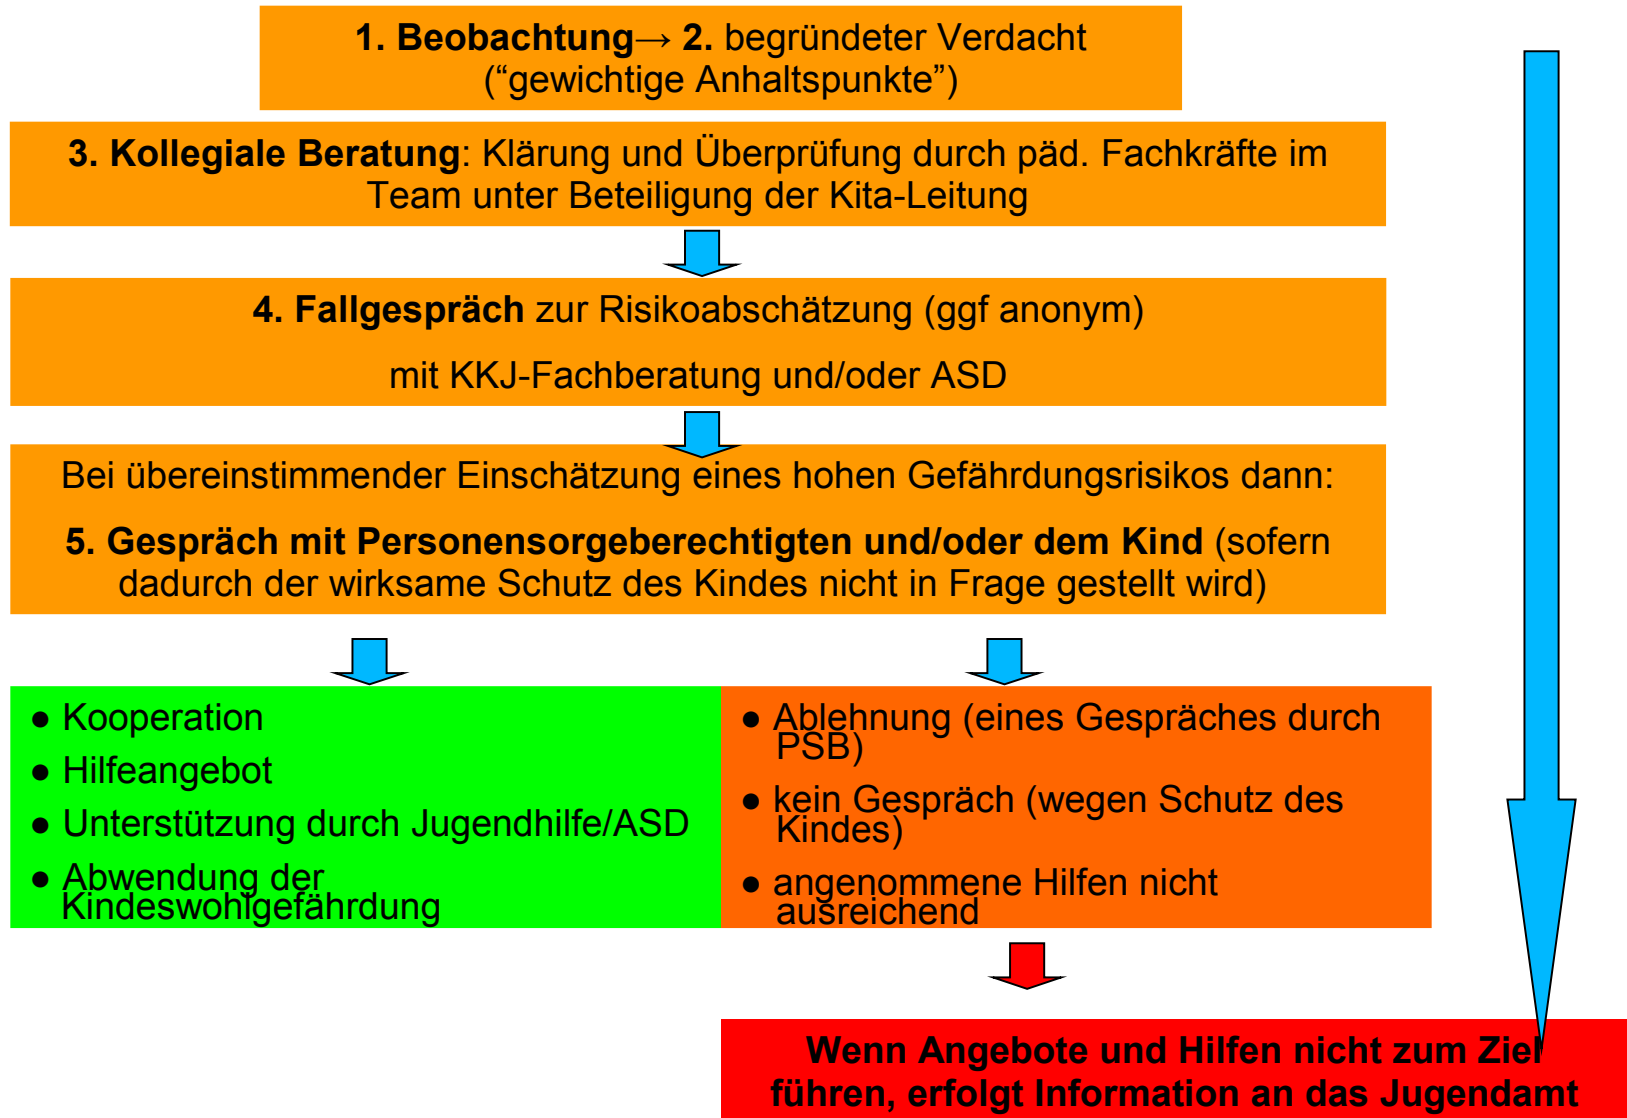 1. Beobachtung→ 2. begründeter Verdacht
(“gewichtige Anhaltspunkte”)
3. Kollegiale Beratung: Klärung und Überprüfung durch päd. Fachkräfte im
Team unter Beteiligung der Kita-Leitung
4. Fallgespräch zur Risikoabschätzung (ggf anonym)
mit KKJ-Fachberatung und/oder ASD
Bei übereinstimmender Einschätzung eines hohen Gefährdungsrisikos dann:
5. Gespräch mit Personensorgeberechtigten und/oder dem Kind (sofern
dadurch der wirksame Schutz des Kindes nicht in Frage gestellt wird)
● Kooperation
● Hilfeangebot
● Unterstützung durch Jugendhilfe/ASD
● Abwendung der
Kindeswohlgefährdung
● Ablehnung (eines Gespräches durch
PSB)
● kein Gespräch (wegen Schutz des
Kindes)
● angenommene Hilfen nicht
ausreichend
Wenn Angebote und Hilfen nicht zum Ziel
führen, erfolgt Information an das Jugendamt